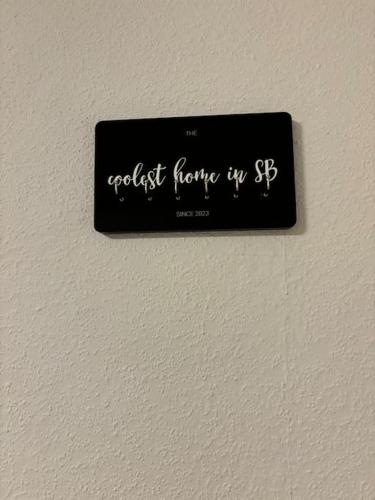 THE
coolest home in SB
SINCE 2023